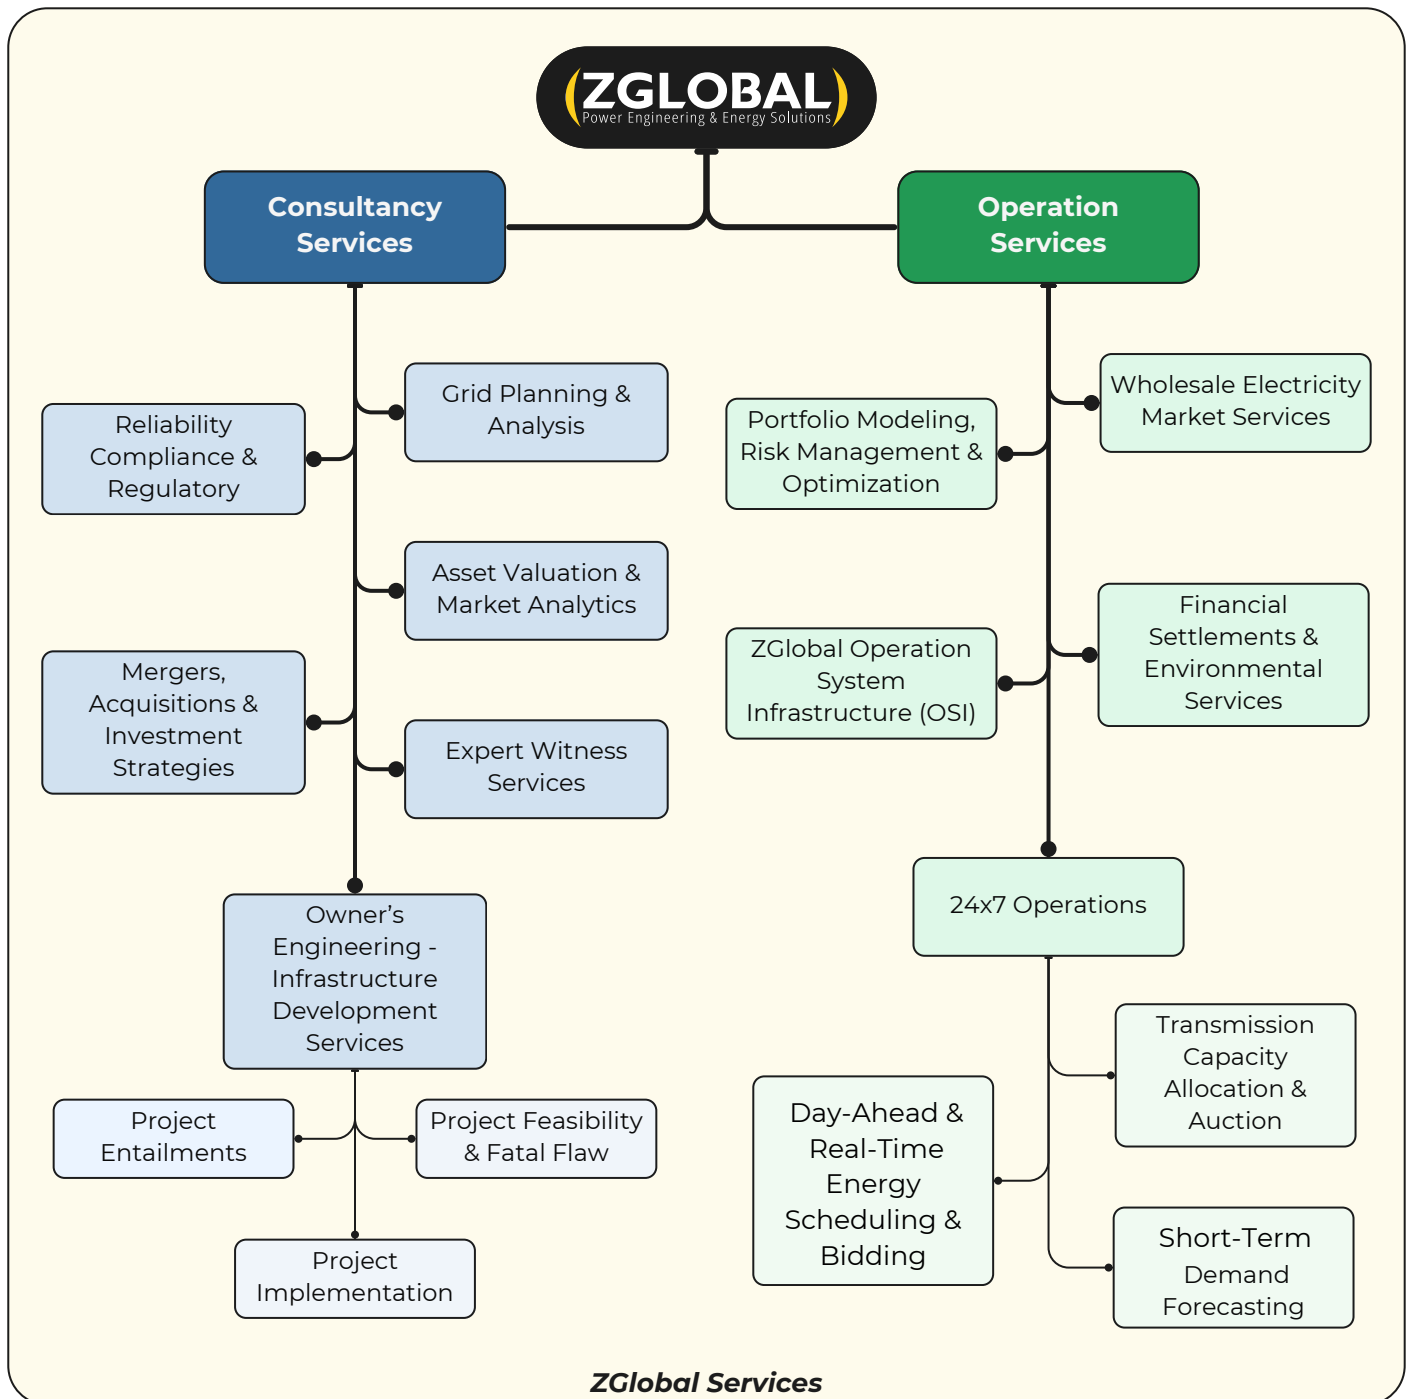 ZGLOBAL
Power Engineering & Energy Solutions
Consultancy
Services
Operation
Services
Grid Planning &
Analysis
Reliability
Compliance &
Regulatory
Asset Valuation &
Market Analytics
Mergers,
Acquisitions &
Investment
Strategies
Expert Witness
Services
Owner’s
Engineering -
Infrastructure
Development
Services
Project
Entailments
Project Feasibility
& Fatal Flaw
Project
Implementation
Wholesale Electricity
Market Services
Portfolio Modeling,
Risk Management &
Optimization
Financial
Settlements &
Environmental
Services
ZGlobal Operation
System
Infrastructure (OSI)
24x7 Operations
Transmission
Capacity
Allocation &
Auction
Day-Ahead &
Real-Time
Energy
Scheduling &
Bidding
Short-Term
Demand
Forecasting
ZGlobal Services